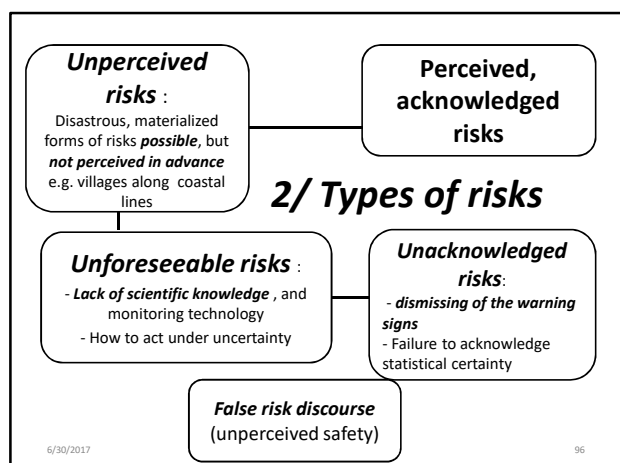 Unperceived
risks :
Disastrous, materialized
forms of risks possible, but
not perceived in advance
e.g. villages along coastal
lines
Perceived,
acknowledged
risks
2/ Types of risks
Unforeseeable risks :
- Lack of scientific knowledge , and
monitoring technology
- How to act under uncertainty
Unacknowledged
risks:
- dismissing of the warning
signs
- Failure to acknowledge
statistical certainty
False risk discourse
(unperceived safety)
6/30/2017
96